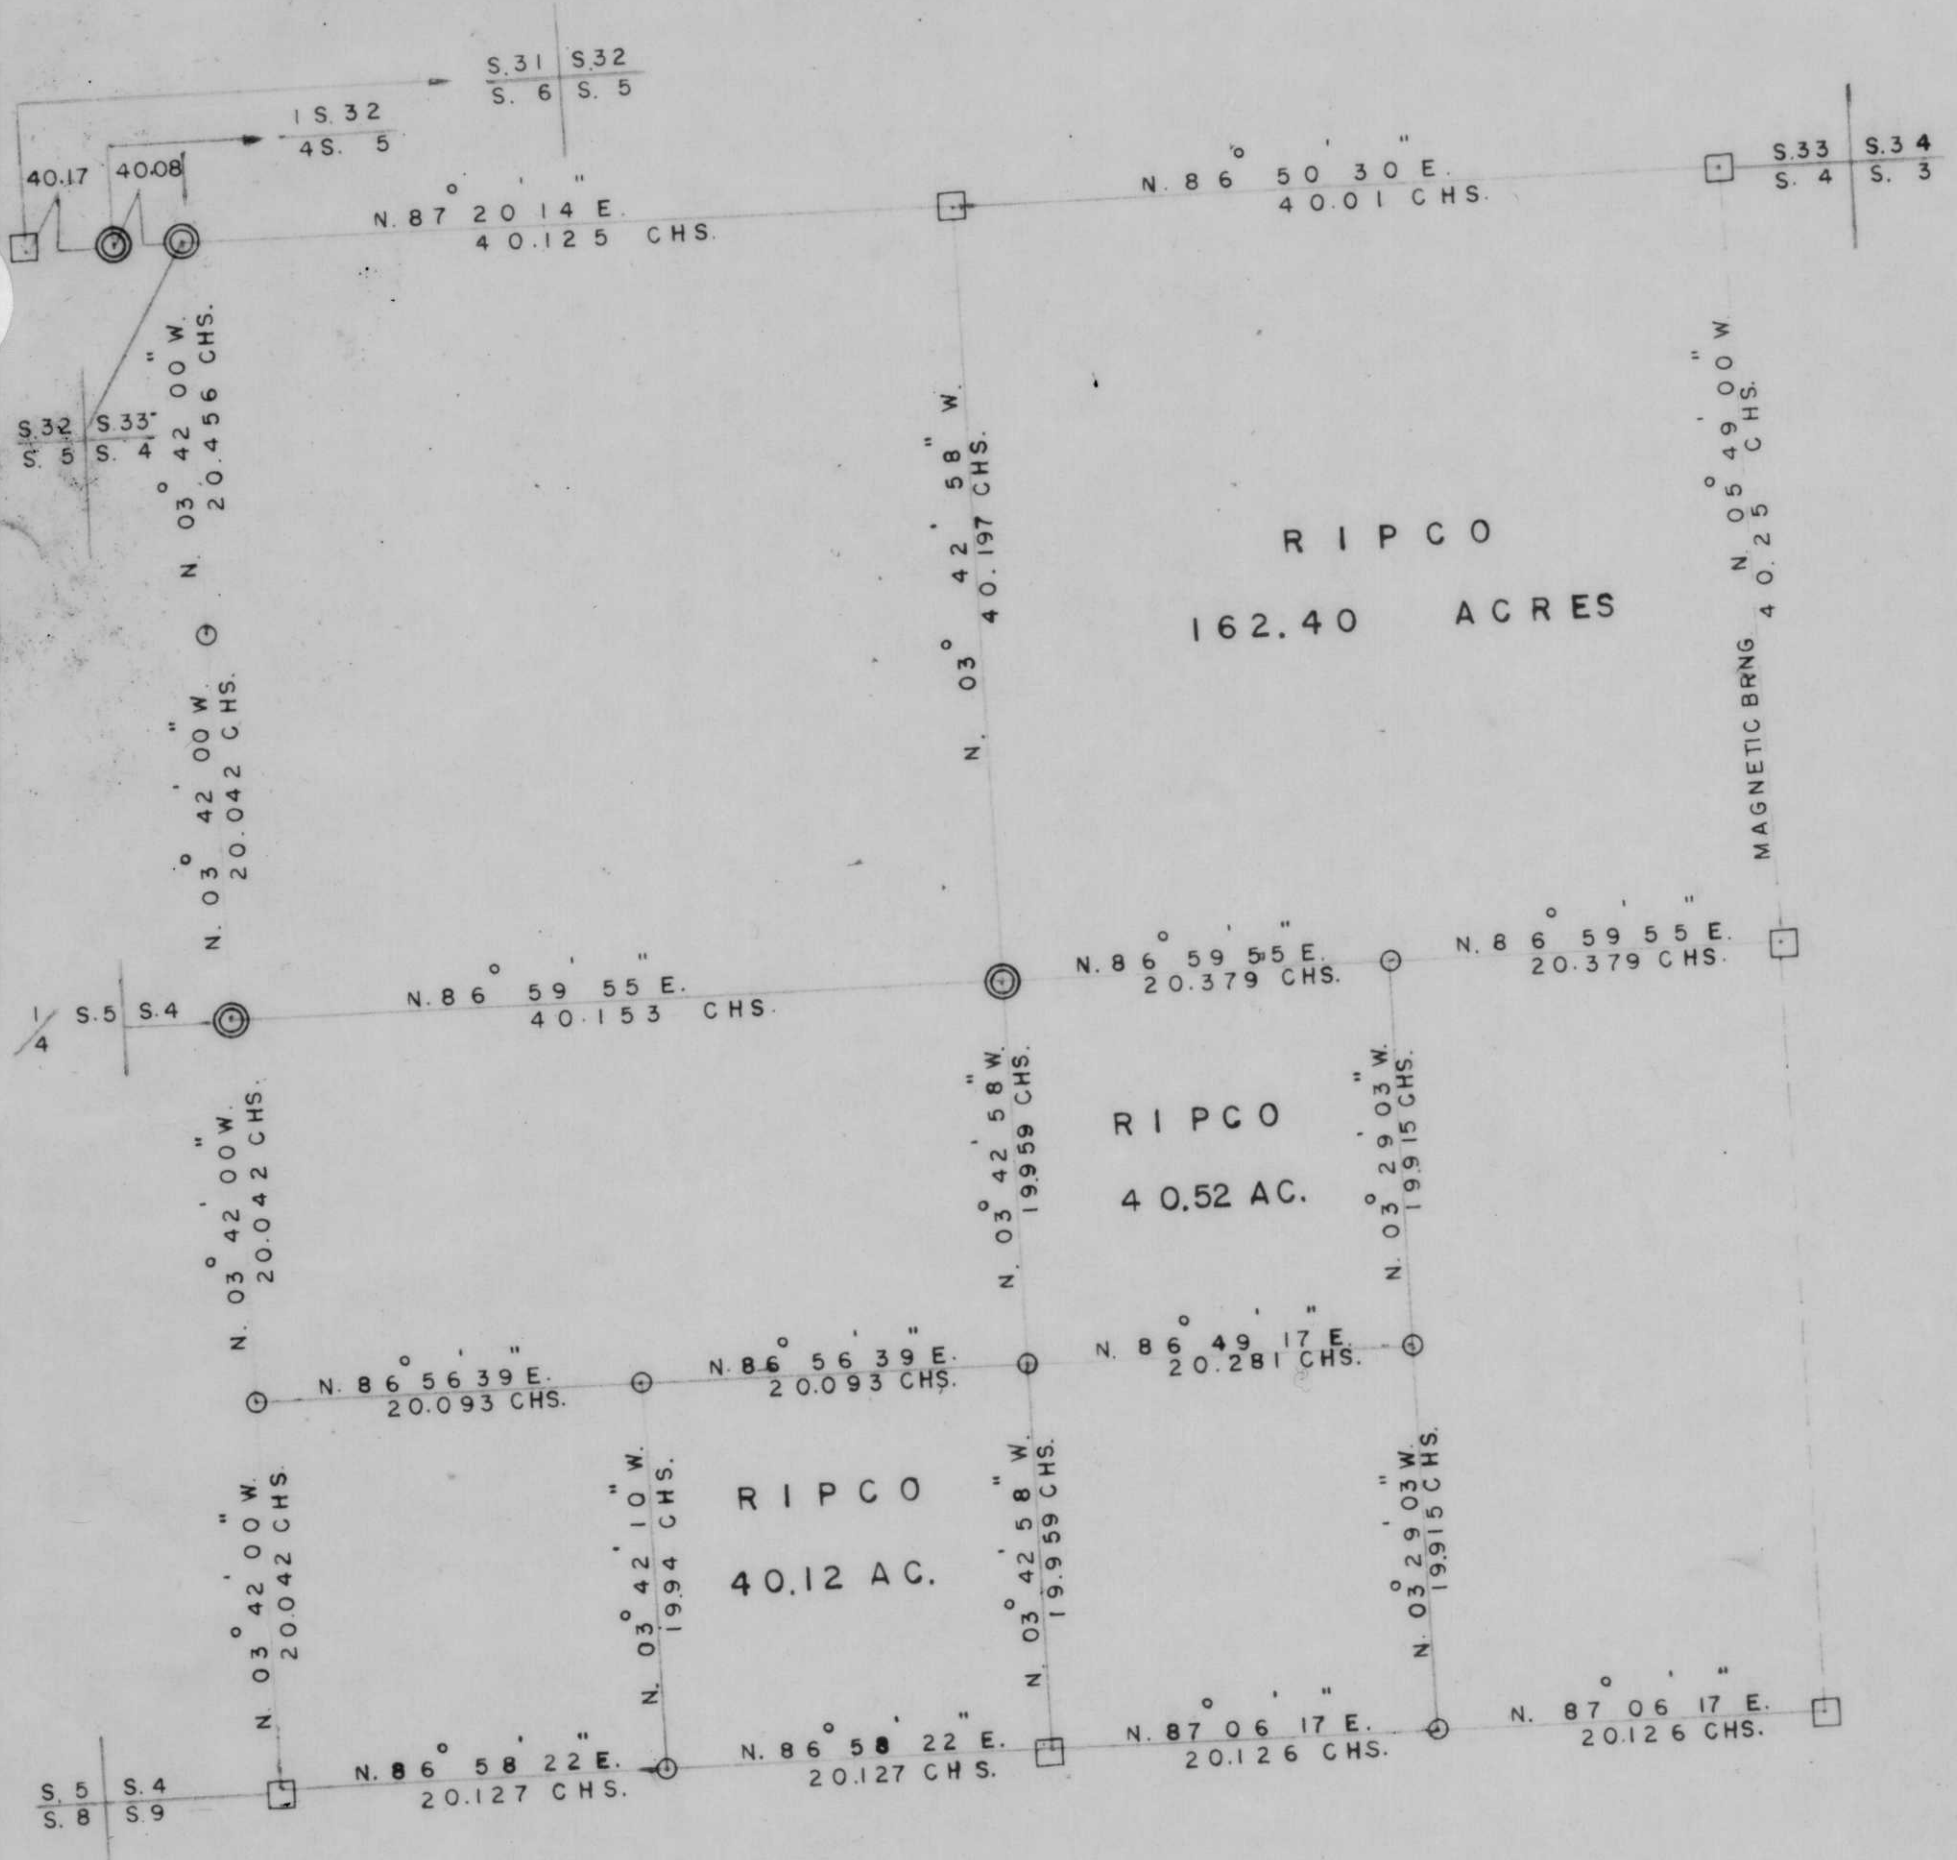 S.31 S.32
S. 6 S. 5
1 S. 32
4 S. 5
40.17 40.08
N. 87° 20' 14" E.
40.125 CHS.
N. 86° 50' 30" E.
40.01 CHS.
S.33 S.34
S. 4 S. 3
S.32 S.33
S. 5 S. 4
N. 03° 42' 00" W.
20.456 CHS.
N. 03° 42' 58" W.
40.197 CHS.
RIPCO
162.40 ACRES
MAGNETIC BRNG N 05° 49' 00" W
40.25 CHS.
N. 03° 42' 00" W.
20.042 CHS.
1/4 S.5 S.4
N. 86° 59' 55" E.
40.153 CHS.
N. 86° 59' 55" E.
20.379 CHS.
N. 86° 59' 55" E.
20.379 CHS.
N. 03° 42' 00" W.
20.042 CHS.
N. 03° 42' 58" W.
19.959 CHS.
RIPCO
40.52 AC.
N. 03° 29' 03" W.
19.915 CHS.
N. 86° 56' 39" E.
20.093 CHS.
N. 86° 56' 39" E.
20.093 CHS.
N. 86° 49' 17" E.
20.281 CHS.
N. 03° 42' 00" W.
20.042 CHS.
N. 03° 42' 10" W.
19.94 CHS.
RIPCO
40.12 AC.
N. 03° 42' 58" W.
19.959 CHS.
N. 03° 29' 03" W.
19.915 CHS.
S. 5 S. 4
S. 8 S. 9
N. 86° 58' 22" E.
20.127 CHS.
N. 86° 58' 22" E.
20.127 CHS.
N. 87° 06' 17" E.
20.126 CHS.
N. 87° 06' 17" E.
20.126 CHS.